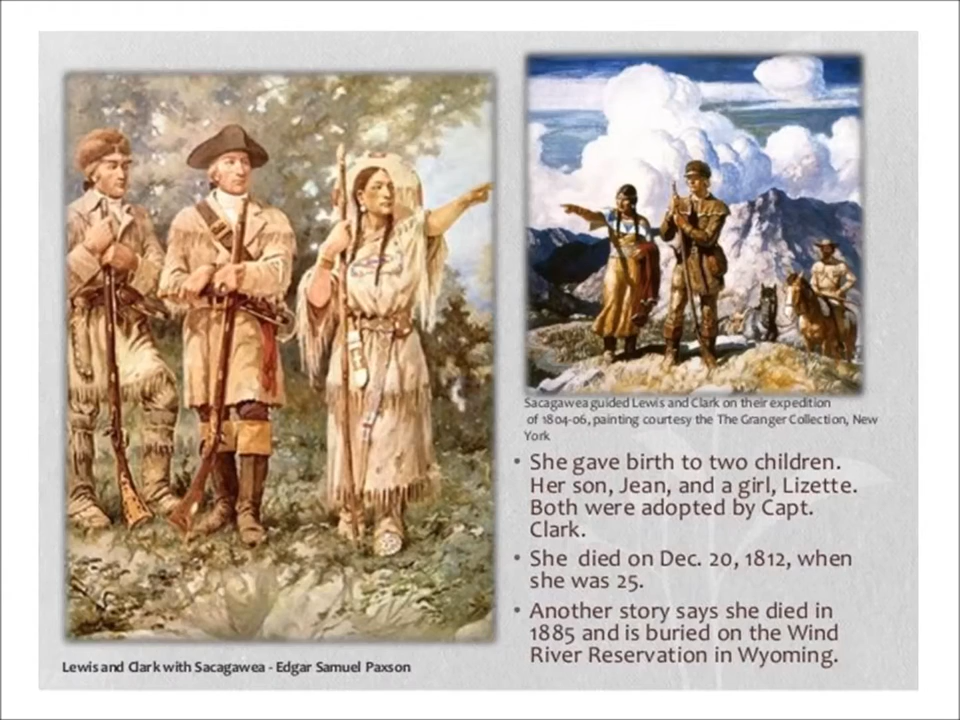 Sacagawea guided Lewis and Clark on their expedition
of 1804-06, painting courtesy the The Granger Collection, New
York
• She gave birth to two children.
Her son, Jean, and a girl, Lizette.
Both were adopted by Capt.
Clark.
• She died on Dec. 20, 1812, when
she was 25.
• Another story says she died in
1885 and is buried on the Wind
River Reservation in Wyoming.
Lewis and Clark with Sacagawea - Edgar Samuel Paxson